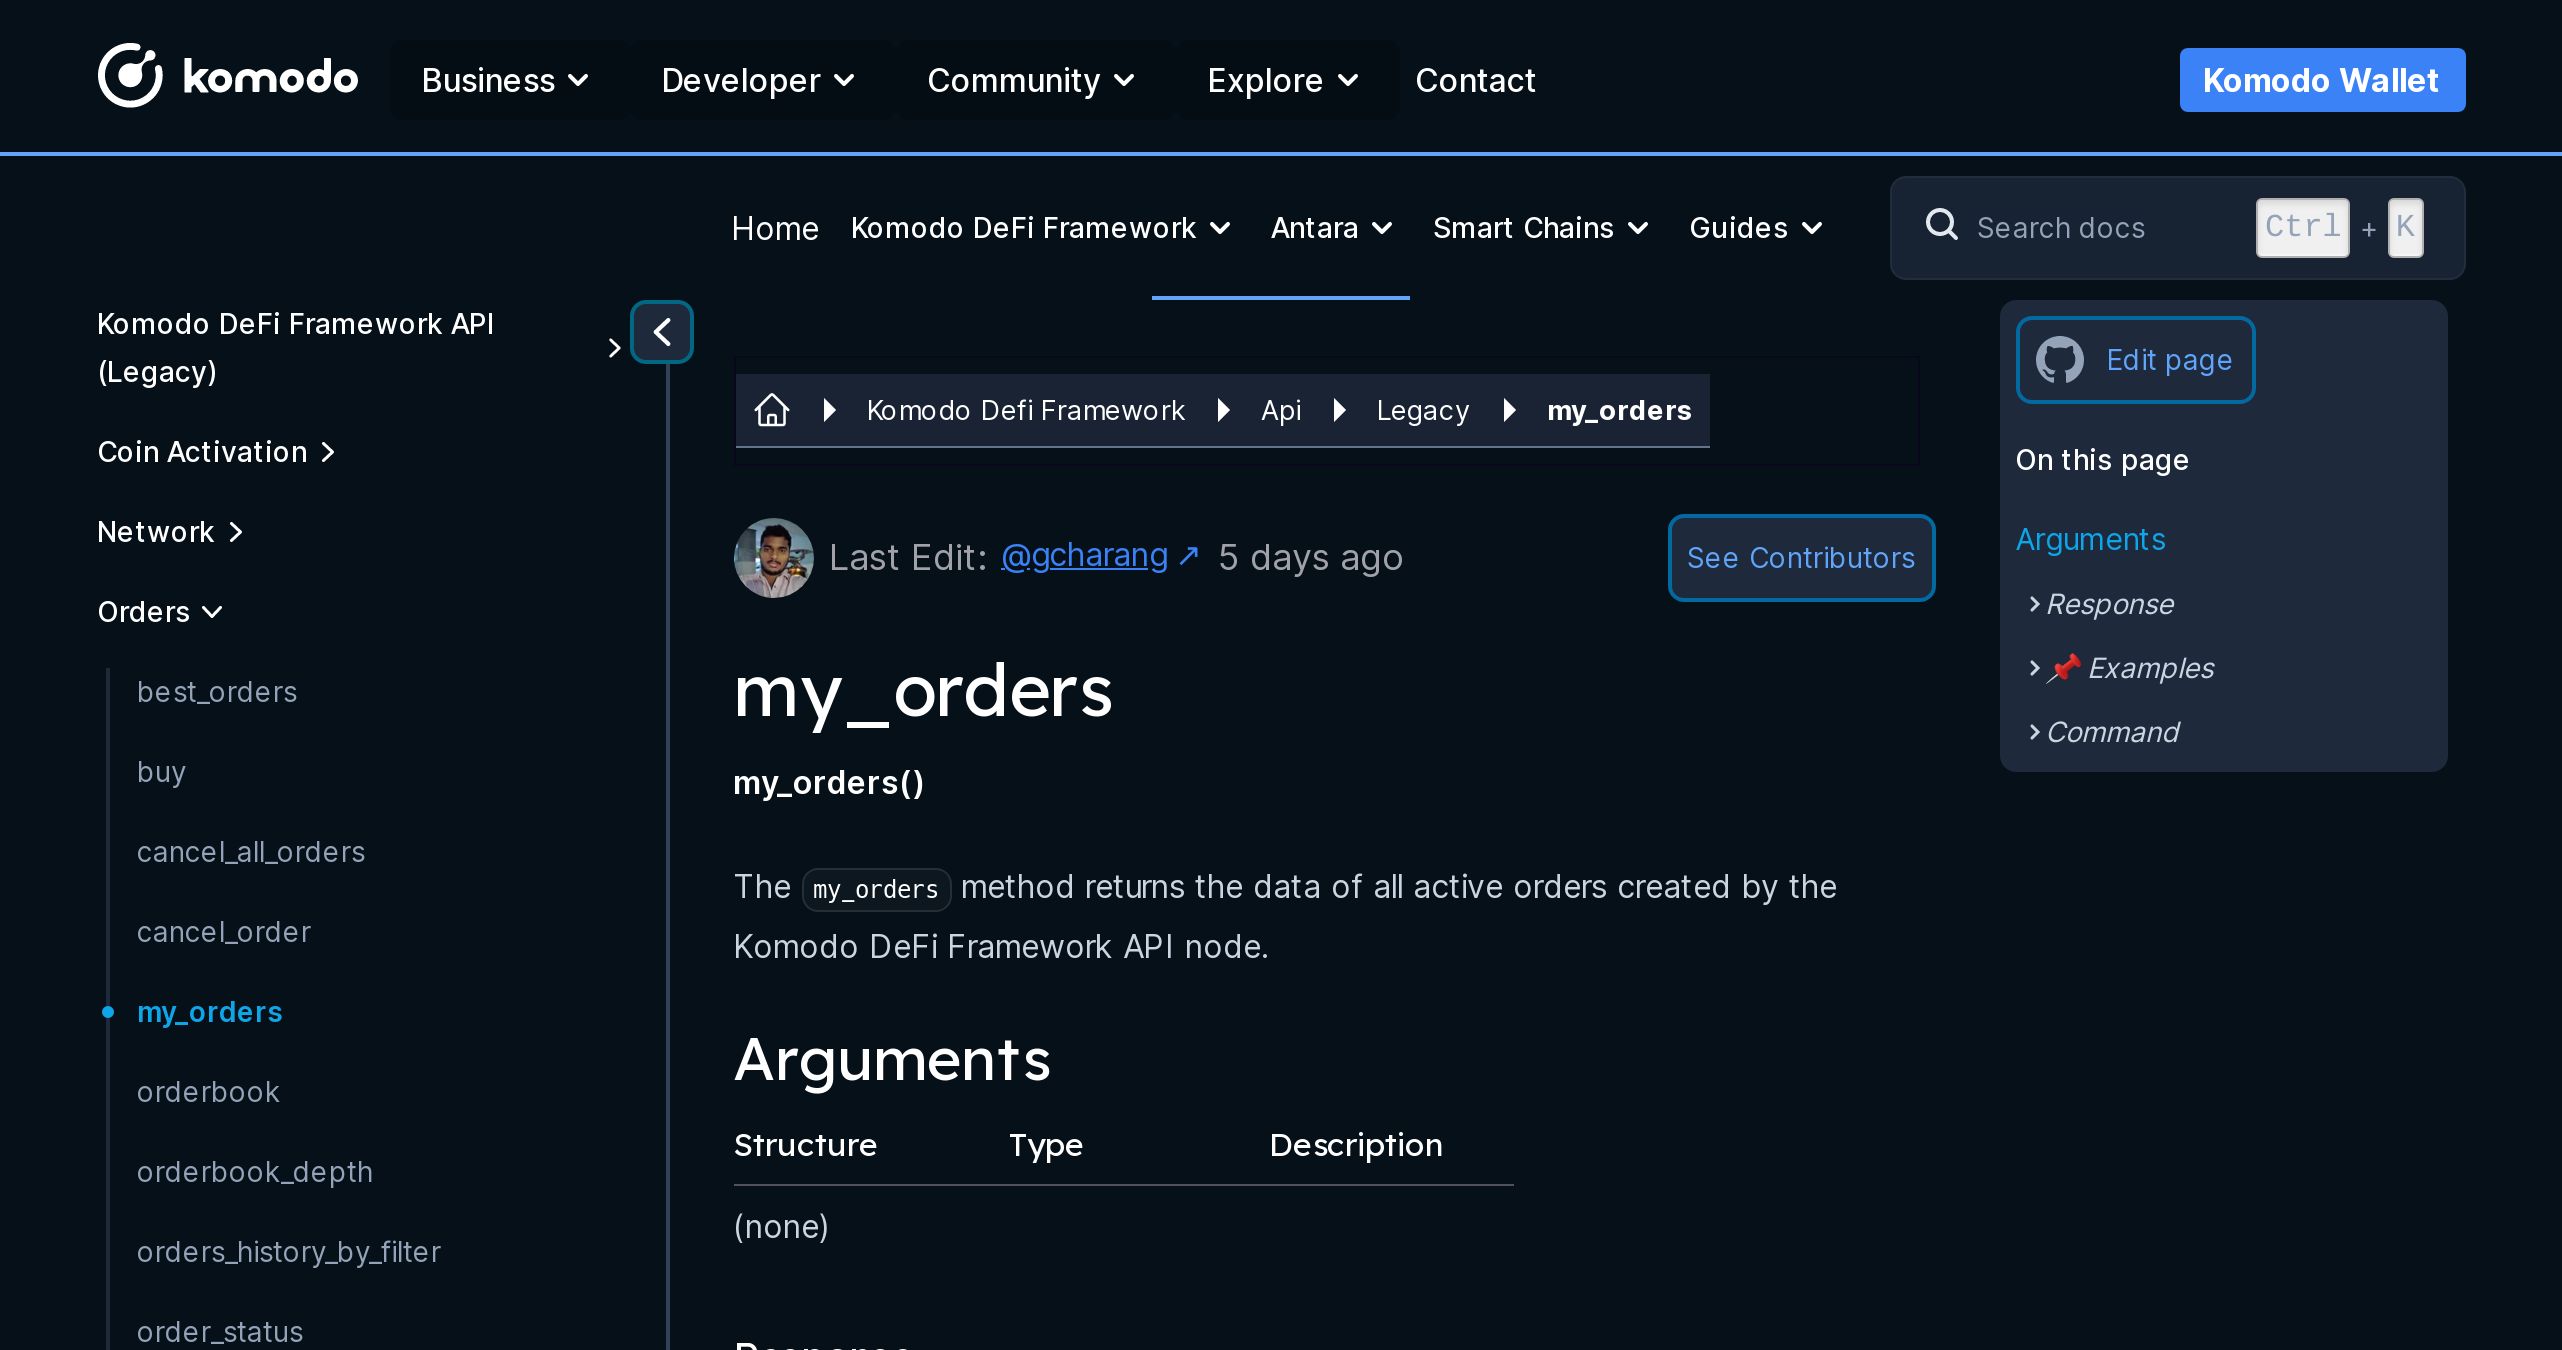 komodo
Business
Developer
Community
Explore
Contact
Komodo Wallet
Home
Komodo DeFi Framework
Antara
Smart Chains
Guides
Search docs
Ctrl + K
Komodo DeFi Framework API
(Legacy)
Coin Activation
Network
Orders
best_orders
buy
cancel_all_orders
cancel_order
my_orders
orderbook
orderbook_depth
orders_history_by_filter
order_status
Komodo Defi Framework
Api
Legacy
my_orders
Last Edit: @gcharang ↗ 5 days ago
See Contributors
my_orders
my_orders()
The my_orders method returns the data of all active orders created by the
Komodo DeFi Framework API node.
Arguments
Structure Type Description
(none)
Response
Edit page
On this page
Arguments
Response
📌 Examples
Command